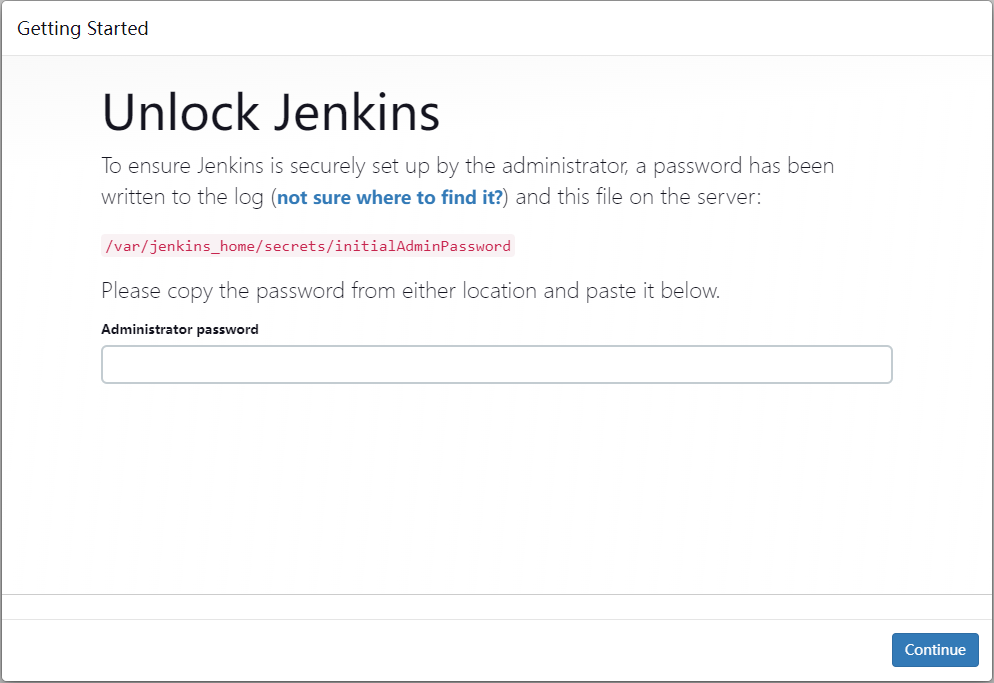 Getting Started
Unlock Jenkins
To ensure Jenkins is securely set up by the administrator, a password has been
written to the log (not sure where to find it?) and this file on the server:
/var/jenkins_home/secrets/initialAdminPassword
Please copy the password from either location and paste it below.
Administrator password
Continue